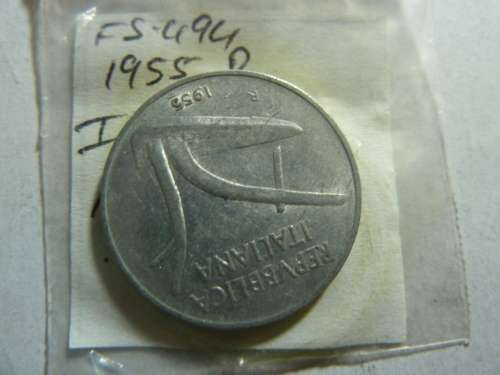 FS-494
1955 R
I
REPVBBLICA
ITALIANA
R 1955